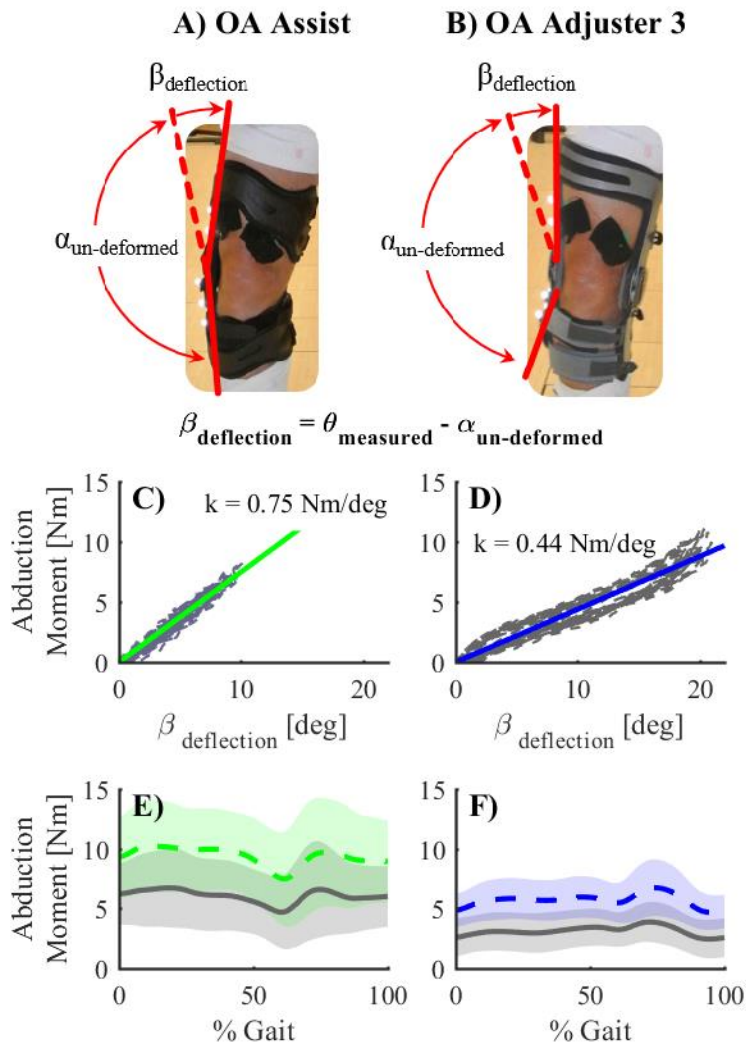 A) OA Assist
B) OA Adjuster 3
βdeflection
βdeflection
αun-deformed
αun-deformed
βdeflection = θmeasured - αun-deformed
C)
k = 0.75 Nm/deg
Abduction
Moment [Nm]
15
10
5
0
0 10 20
β deflection [deg]
D)
k = 0.44 Nm/deg
15
10
5
0
0 10 20
β deflection [deg]
E)
Abduction
Moment [Nm]
15
10
5
0
0 50 100
% Gait
F)
15
10
5
0
0 50 100
% Gait